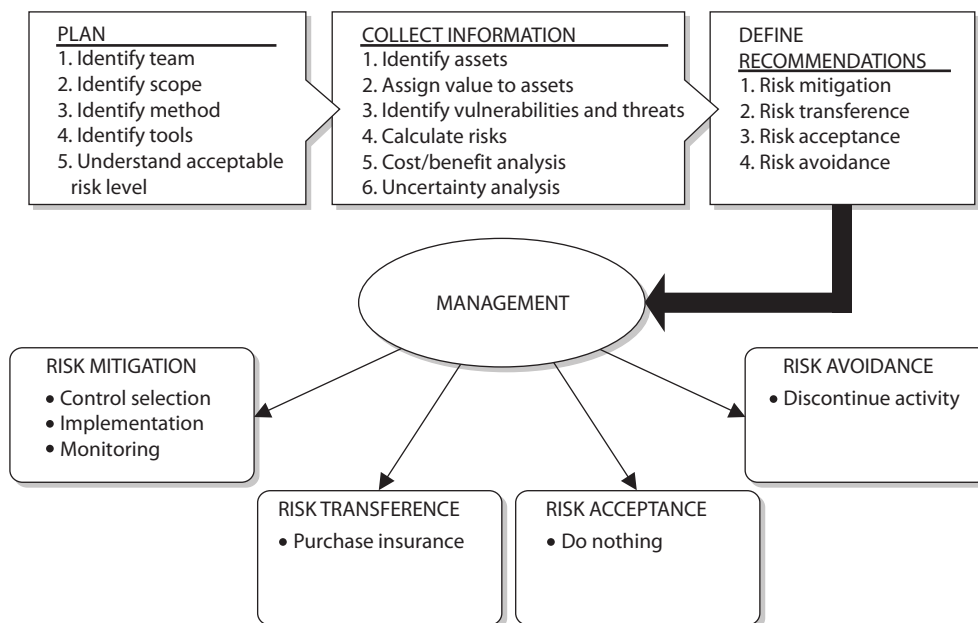 PLAN
1. Identify team
2. Identify scope
3. Identify method
4. Identify tools
5. Understand acceptable
risk level
COLLECT INFORMATION
1. Identify assets
2. Assign value to assets
3. Identify vulnerabilities and threats
4. Calculate risks
5. Cost/benefit analysis
6. Uncertainty analysis
DEFINE
RECOMMENDATIONS
1. Risk mitigation
2. Risk transference
3. Risk acceptance
4. Risk avoidance
MANAGEMENT
RISK MITIGATION
• Control selection
• Implementation
• Monitoring
RISK TRANSFERENCE
• Purchase insurance
RISK ACCEPTANCE
• Do nothing
RISK AVOIDANCE
• Discontinue activity